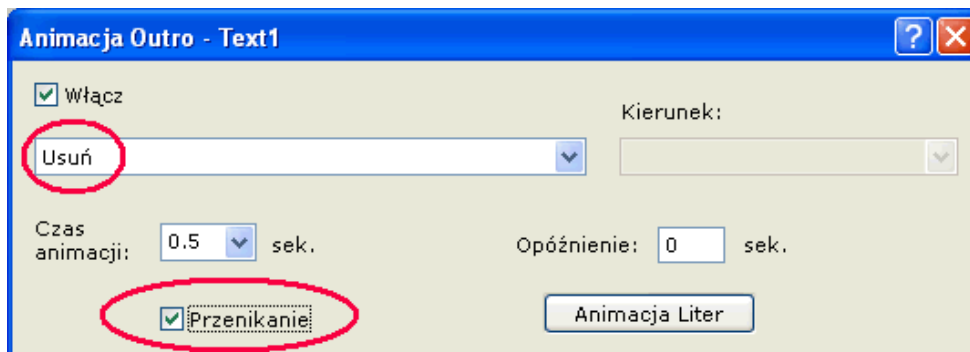 Animacja Outro - Text1
Włącz
Kierunek:
Usuń
Czas
animacji:
0.5
sek.
Opóźnienie:
0
sek.
Przenikanie
Animacja Liter